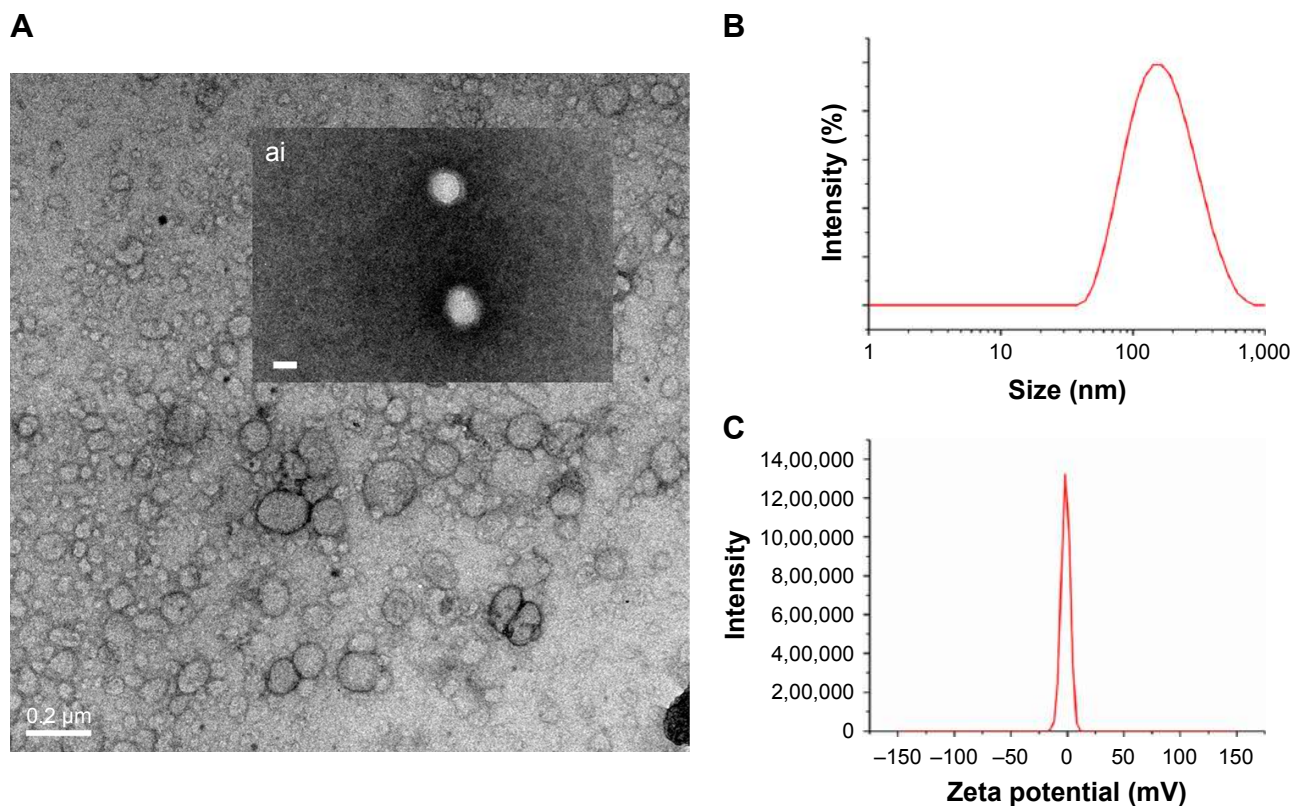 A
ai
0.2 µm
B
Intensity (%)
1 10 100 1,000
Size (nm)
C
Intensity
14,00,000
12,00,000
10,00,000
8,00,000
6,00,000
4,00,000
2,00,000
0
–150 –100 –50 0 50 100 150
Zeta potential (mV)